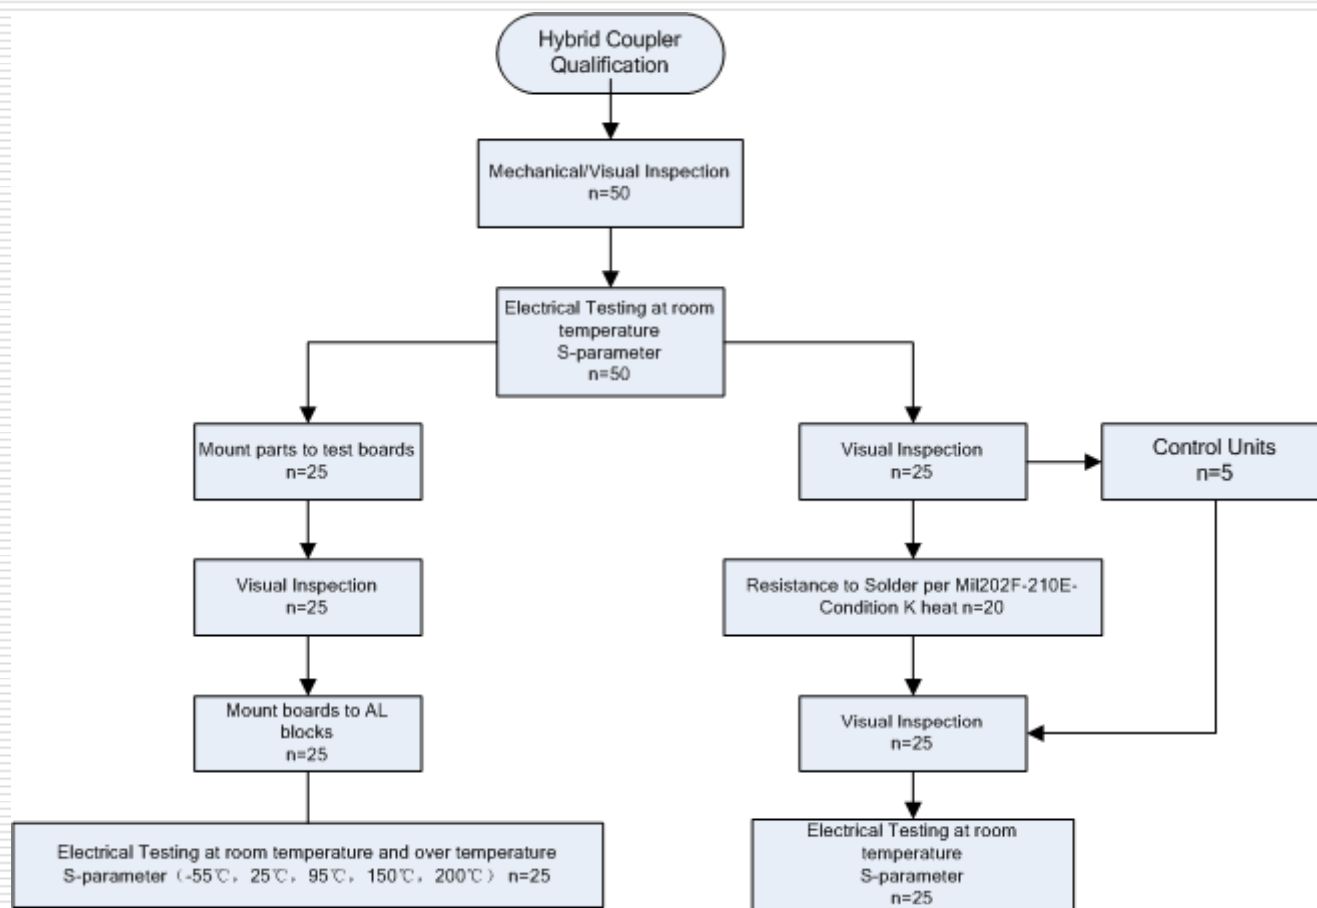 Hybrid Coupler
Qualification
Mechanical/Visual Inspection
n=50
Electrical Testing at room
temperature
S-parameter
n=50
Mount parts to test boards
n=25
Visual Inspection
n=25
Control Units
n=5
Visual Inspection
n=25
Resistance to Solder per Mil202F-210E-
Condition K heat n=20
Mount boards to AL
blocks
n=25
Visual Inspection
n=25
Electrical Testing at room temperature and over temperature
S-parameter（-55℃，25℃，95℃，150℃，200℃）n=25
Electrical Testing at room
temperature
S-parameter
n=25